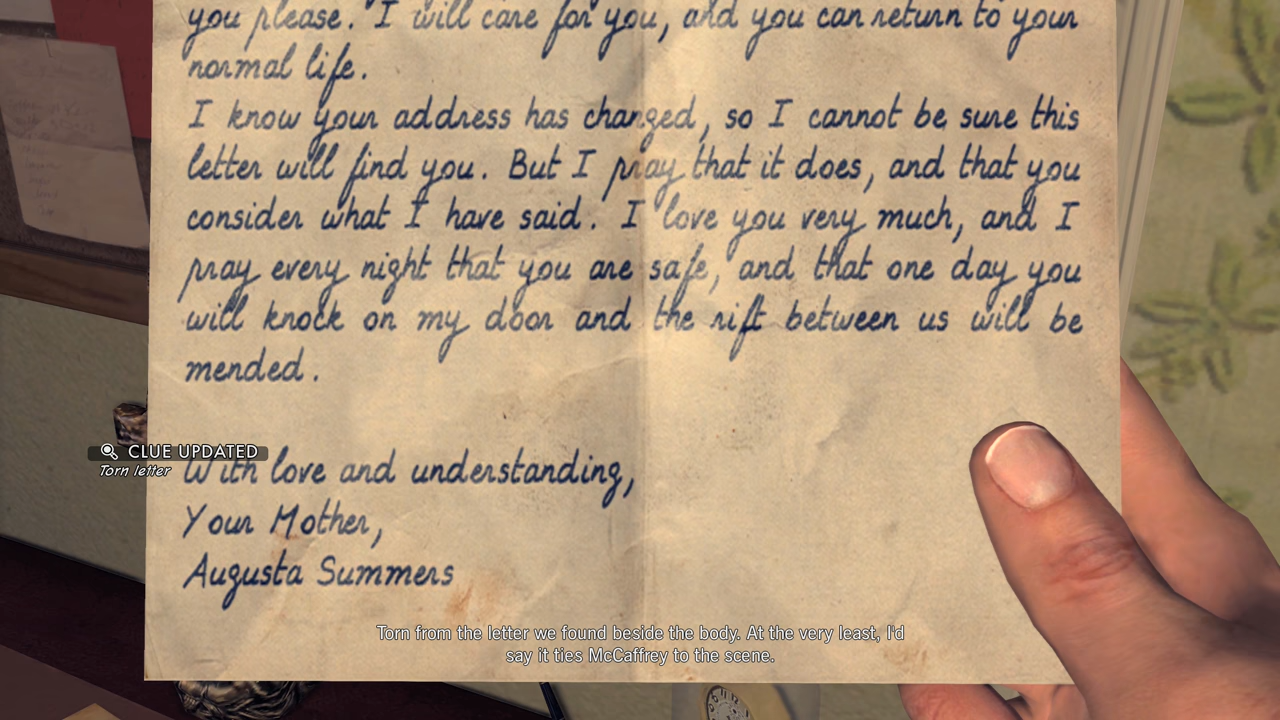 you please. I will care for you, and you can return to your
normal life.
I know your address has changed, so I cannot be sure this
letter will find you. But I pray that it does, and that you
consider what I have said. I love you very much, and I
pray every night that you are safe, and that one day you
will knock on my door and the rift between us will be
mended.
CLUE UPDATED
Torn letter
With love and understanding,
Your Mother,
Augusta Summers
Torn from the letter we found beside the body. At the very least, I'd
say it ties McCaffrey to the scene.